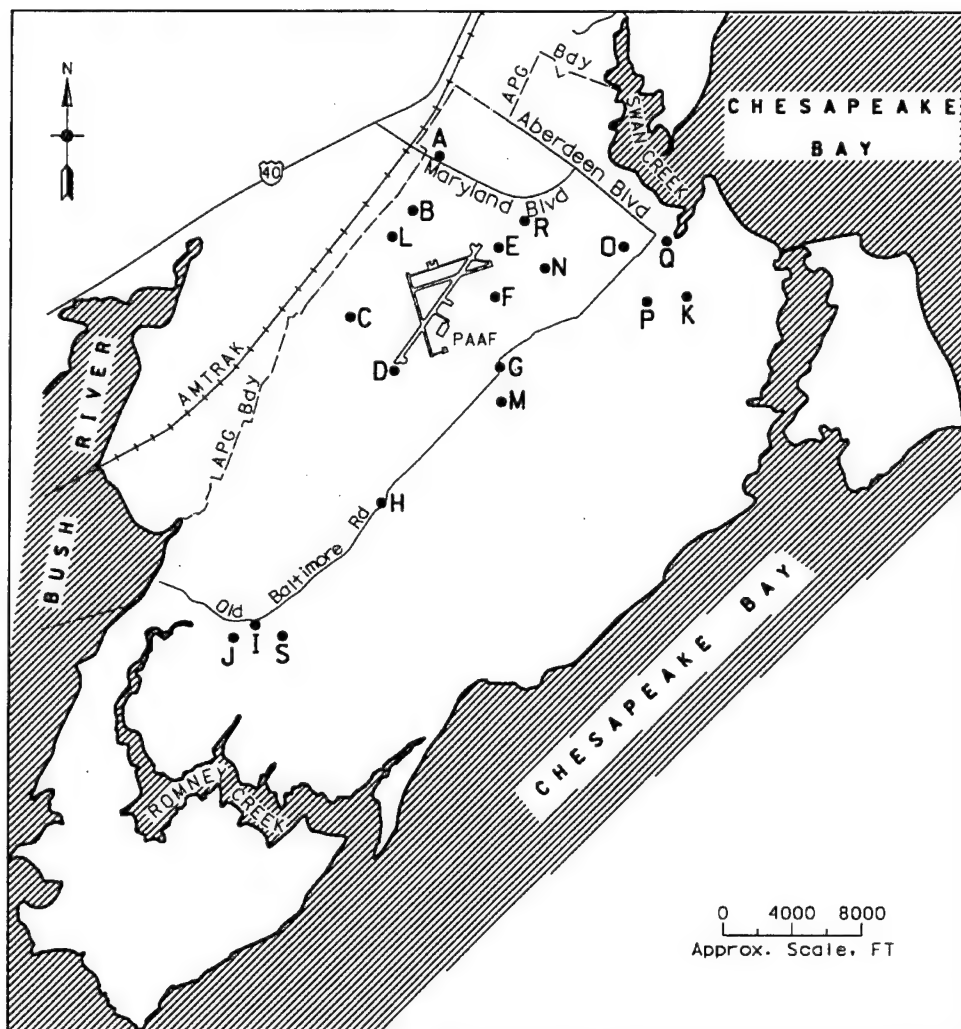 APG
Bdy
N
CHESAPEAKE
BAY
SWAN CREEK
Aberdeen Blvd
A
Maryland Blvd
40
B
R
L
E
O
Q
N
F
P
K
C
PAAF
D
G
M
AMTRAK
APG Bdy
BUSH RIVER
H
Old Baltimore Rd
CHESAPEAKE BAY
J
I
S
ROMNEY
CREEK
0 4000 8000
Approx. Scale, FT